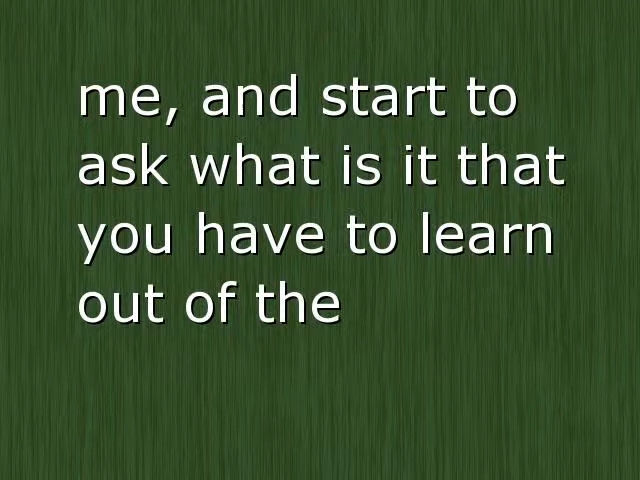 me, and start to
ask what is it that
you have to learn
out of the